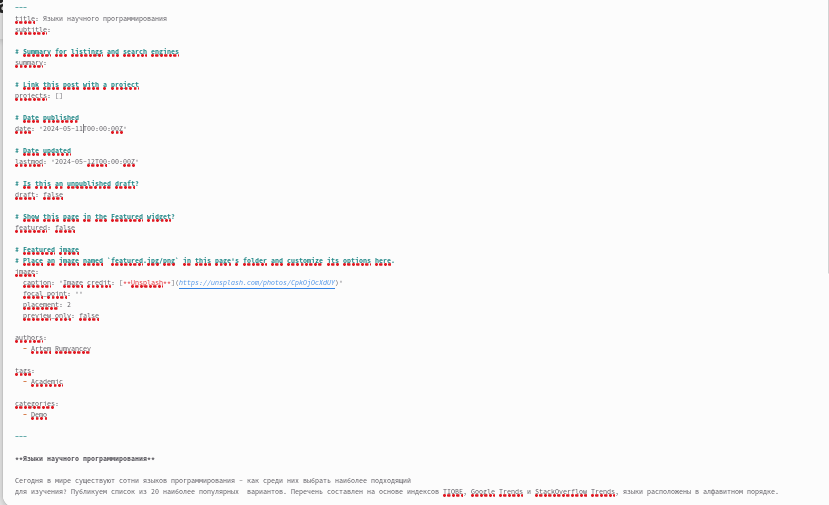 ---
title: Языки научного программирования
subtitle:
# Summary for listings and search engines
summary:
# Link this post with a project
projects: []
# Date published
date: '2024-05-11T00:00:00Z'
# Date updated
lastmod: '2024-05-12T00:00:00Z'
# Is this an unpublished draft?
draft: false
# Show this page in the Featured widget?
featured: false
# Featured image
# Place an image named `featured.jpg/png` in this page's folder and customize its options here.
image:
caption: 'Image credit: [**Unsplash**](https://unsplash.com/photos/CpkOjOcXdUY)'
focal_point: ''
placement: 2
preview_only: false
authors:
- Artem Rumyancev
tags:
- Academic
categories:
- Demo
---
**Языки научного программирования**
Сегодня в мире существуют сотни языков программирования – как среди них выбрать наиболее подходящий
для изучения? Публикуем список из 20 наиболее популярных вариантов. Перечень составлен на основе индексов TIOBE, Google Trends и StackOverflow Trends, языки расположены в алфавитном порядке.